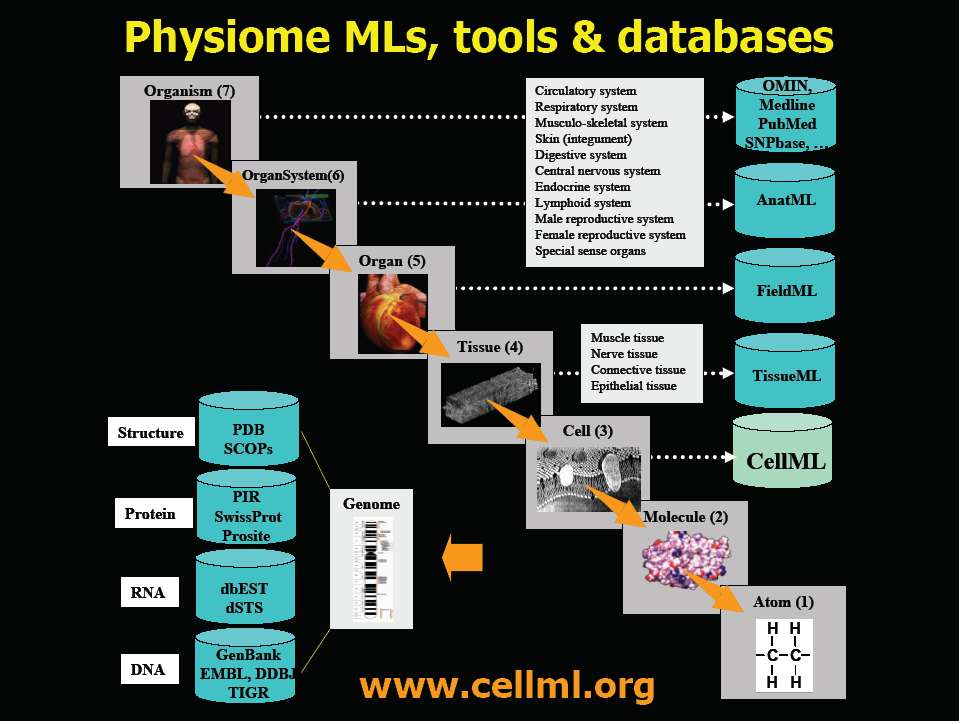 Physiome MLs, tools & databases
Organism (7)
Circulatory system
Respiratory system
Musculo-skeletal system
Skin (integument)
Digestive system
Central nervous system
Endocrine system
Lymphoid system
Male reproductive system
Female reproductive system
Special sense organs
OMIN,
Medline
PubMed
SNPbase, ...
OrganSystem(6)
AnatML
Organ (5)
FieldML
Tissue (4)
Muscle tissue
Nerve tissue
Connective tissue
Epithelial tissue
TissueML
Cell (3)
CellML
Molecule (2)
Atom (1)
H H
C C
H H
Structure
PDB
SCOPs
Protein
PIR
SwissProt
Prosite
RNA
dbEST
dSTS
DNA
GenBank
EMBL, DDBJ
TIGR
Genome
www.cellml.org